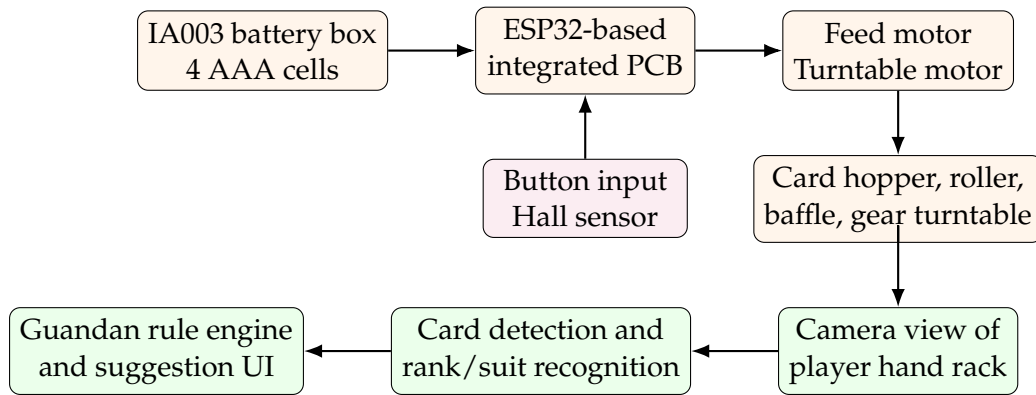 IA003 battery box
4 AAA cells
ESP32-based
integrated PCB
Feed motor
Turntable motor
Button input
Hall sensor
Card hopper, roller,
baffle, gear turntable
Guandan rule engine
and suggestion UI
Card detection and
rank/suit recognition
Camera view of
player hand rack